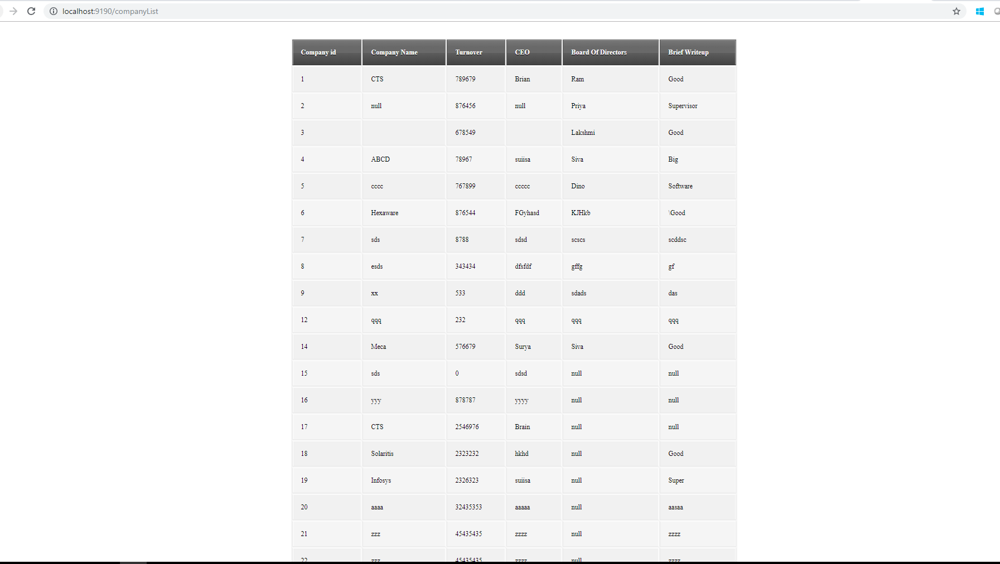 localhost:9190/companyList
Company id Company Name Turnover CEO Board Of Directors Brief Writeup
1 CTS 789679 Brian Ram Good
2 null 876456 null Priya Supervisor
3 678549 Lakshmi Good
4 ABCD 78967 suiisa Siva Big
5 cccc 767899 ccccc Dino Software
6 Hexaware 876544 FGyhasd KJHkb \Good
7 sds 8788 sdsd scscs scddsc
8 esds 343434 dfsfdf gffg gf
9 xx 533 ddd sdads das
12 qqq 232 qqq qqq qqq
14 Meca 576679 Surya Siva Good
15 sds 0 sdsd null null
16 yyy 878787 yyyy null null
17 CTS 2546976 Brain null null
18 Solaritis 2323232 hkhd null Good
19 Infosys 2326323 suiisa null Super
20 aaaa 32435353 aaaaa null aasaa
21 zzz 45435435 zzzz null zzzz
22 zzz 45435435 zzzz null zzzz